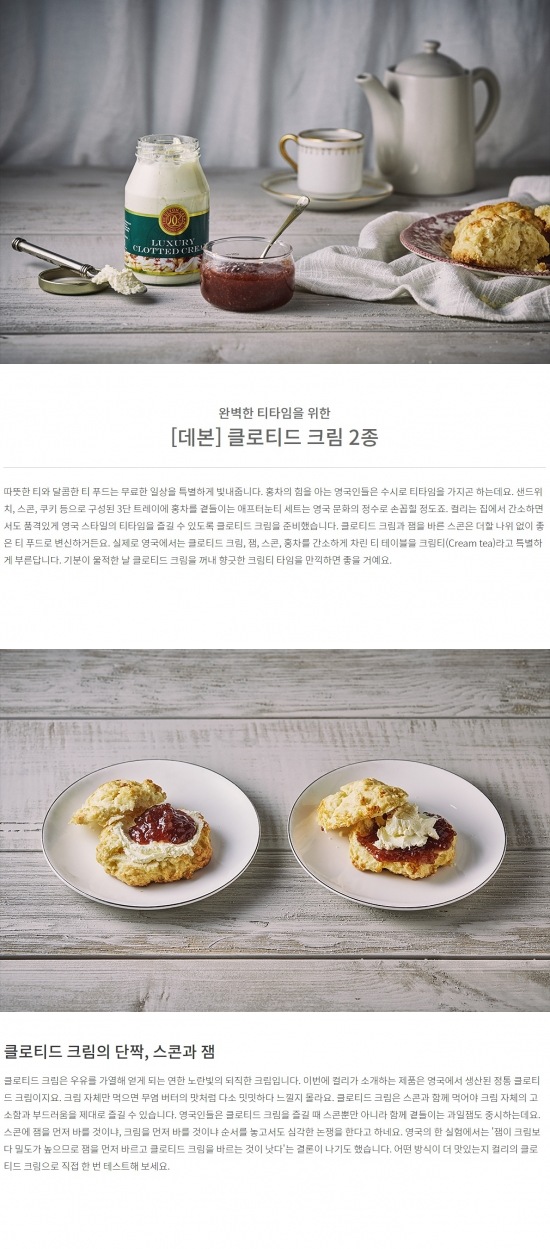 LUXURY
CLOTTED CREA
완벽한 티타임을 위한
[데본] 클로티드 크림 2종
따뜻한 티와 달콤한 티 푸드는 무료한 일상을 특별하게 빛내줍니다. 홍차의 힘을 아는 영국인들은 수시로 티타임을 가지곤 하는데요. 샌드위
치, 스콘, 쿠키 등으로 구성된 3단 트레이에 홍차를 곁들이는 애프터눈티 세트는 영국 문화의 정수로 손꼽힐 정도죠. 컬리는 집에서 간소하면
서도 품격있게 영국 스타일의 티타임을 즐길 수 있도록 클로티드 크림을 준비했습니다. 클로티드 크림과 잼을 바른 스콘은 더할 나위 없이 좋
은 티 푸드로 변신하거든요. 실제로 영국에서는 클로티드 크림, 잼, 스콘, 홍차를 간소하게 차린 티 테이블을 크림티(Cream tea)라고 특별하
게 부른답니다. 기분이 울적한 날 클로티드 크림을 꺼내 향긋한 크림티 타임을 만끽하면 좋을 거예요.
클로티드 크림의 단짝, 스콘과 잼
클로티드 크림은 우유를 가열해 얻게 되는 연한 노란빛의 되직한 크림입니다. 이번에 컬리가 소개하는 제품은 영국에서 생산된 정통 클로티
드 크림이지요. 크림 자체만 먹으면 무염 버터의 맛처럼 다소 밋밋하다 느낄지 몰라요. 클로티드 크림은 스콘과 함께 먹어야 크림 자체의 고
소함과 부드러움을 제대로 즐길 수 있습니다. 영국인들은 클로티드 크림을 즐길 때 스콘뿐만 아니라 함께 곁들이는 과일잼도 중시하는데요.
스콘에 잼을 먼저 바를 것이냐, 크림을 먼저 바를 것이냐 순서를 놓고서도 심각한 논쟁을 한다고 하네요. 영국의 한 실험에서는 '잼이 크림보
다 밀도가 높으므로 잼을 먼저 바르고 클로티드 크림을 바르는 것이 낫다'는 결론이 나기도 했습니다. 어떤 방식이 더 맛있는지 컬리의 클로
티드 크림으로 직접 한 번 테스트해 보세요.